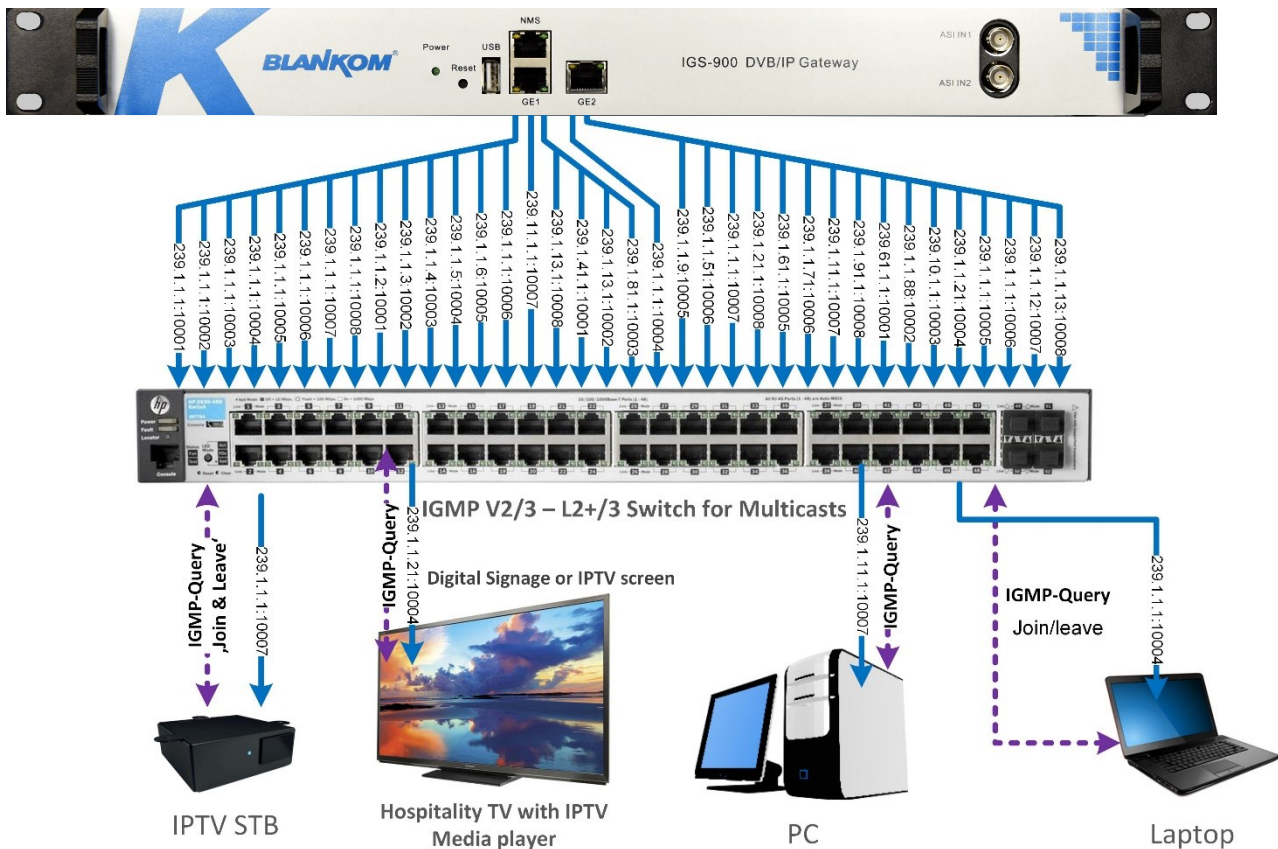 NMS
Power
USB
ASI IN1
BLANKOM®
Reset
IGS-900 DVB/IP Gateway
ASI IN2
GE1
GE2
239.1.1.1:10001
239.1.1.1:10002
239.1.1.1:10003
239.1.1.1:10004
239.1.1.1:10005
239.1.1.1:10006
239.1.1.1:10007
239.1.1.1:10008
239.1.1.2:10001
239.1.1.3:10002
239.1.1.4:10003
239.1.1.5:10004
239.1.1.6:10005
239.1.1.1:10006
239.11.1.1:10007
239.1.13.1:10008
239.1.41.1:10001
239.1.13.1:10002
239.1.81.1:10003
239.1.1.1:10004
239.1.1.9:10005
239.1.1.51:10006
239.1.1.1:10007
239.1.21.1:10008
239.1.61.1:10005
239.1.1.71:10006
239.1.11.1:10007
239.1.91.1:10008
239.61.1.1:10001
239.1.1.88:10002
239.10.1.1:10003
239.1.1.21:10004
239.1.1.1:10005
239.1.1.1:10006
239.1.1.12:10007
239.1.1.13:10008
hp
Switch
Power
Fault
Locator
Console
IGMP V2/3 – L2+/3 Switch for Multicasts
IGMP-Query
‚Join & Leave‘
239.1.1.1:10007
IGMP-Query
239.1.1.21:10004
Digital Signage or IPTV screen
239.1.11.1:10007
IGMP-Query
IGMP-Query
Join/leave
239.1.1.1:10004
IPTV STB
Hospitality TV with IPTV
Media player
PC
Laptop